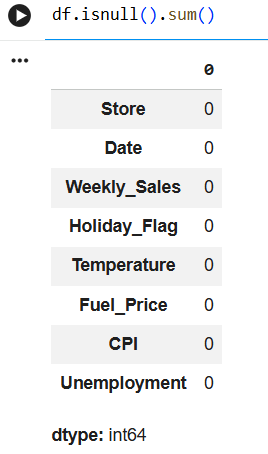 df.isnull().sum()
0
Store 0
Date 0
Weekly_Sales 0
Holiday_Flag 0
Temperature 0
Fuel_Price 0
CPI 0
Unemployment 0
dtype: int64